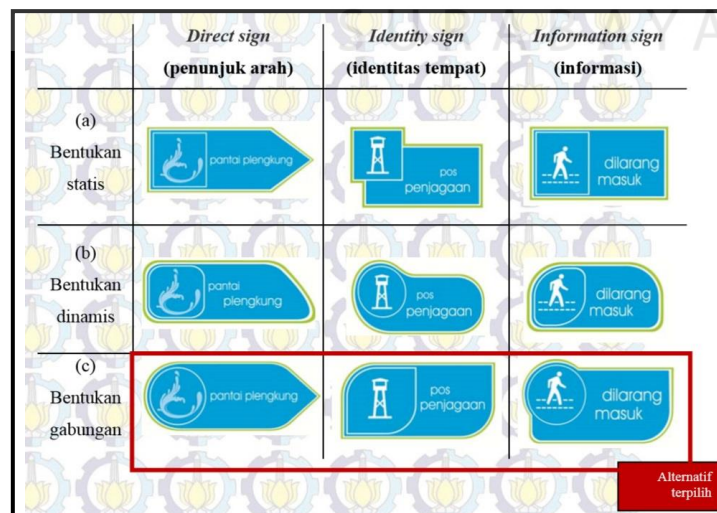 SURABAYA
Direct sign
(penunjuk arah)
Identity sign
(identitas tempat)
Information sign
(informasi)
(a)
Bentukan
statis
pantai plengkung
pos
penjagaan
dilarang
masuk
(b)
Bentukan
dinamis
pantai
plengkung
pos
penjagaan
dilarang
masuk
(c)
Bentukan
gabungan
pantai plengkung
pos
penjagaan
dilarang
masuk
Alternatif
terpilih